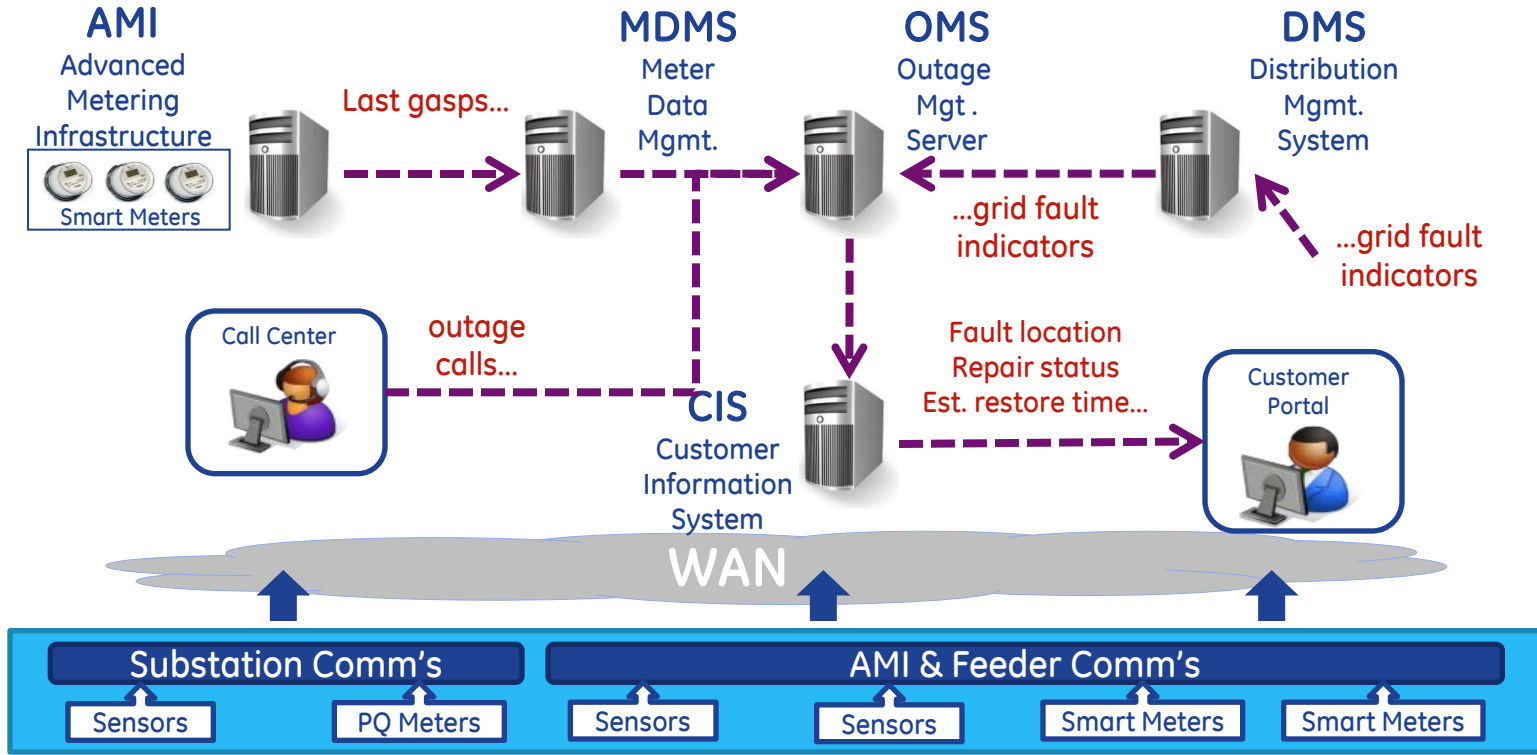 AMI
Advanced
Metering
Infrastructure
Smart Meters
Last gasps...
MDMS
Meter
Data
Mgmt.
OMS
Outage
Mgt .
Server
DMS
Distribution
Mgmt.
System
...grid fault
indicators
...grid fault
indicators
Call Center
outage
calls...
CIS
Customer
Information
System
Fault location
Repair status
Est. restore time...
Customer
Portal
WAN
Substation Comm's
Sensors
PQ Meters
AMI & Feeder Comm's
Sensors
Sensors
Smart Meters
Smart Meters